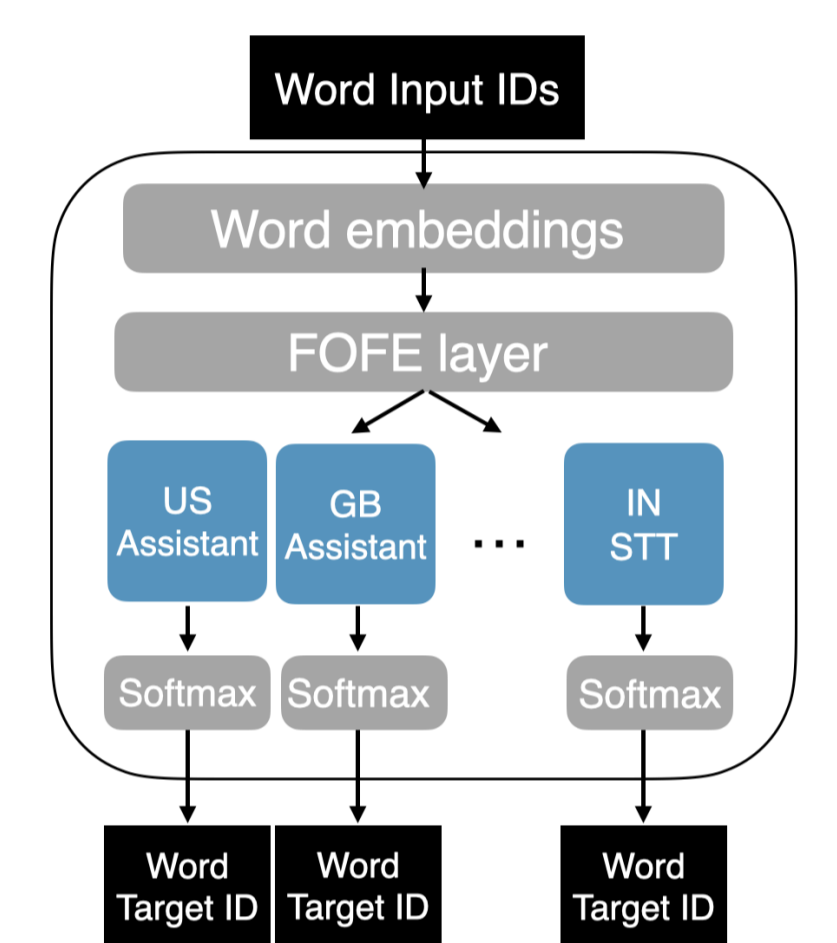 Word Input IDs
Word embeddings
FOFE layer
US
Assistant
GB
Assistant
...
IN
STT
Softmax
Softmax
Softmax
Word
Target ID
Word
Target ID
Word
Target ID